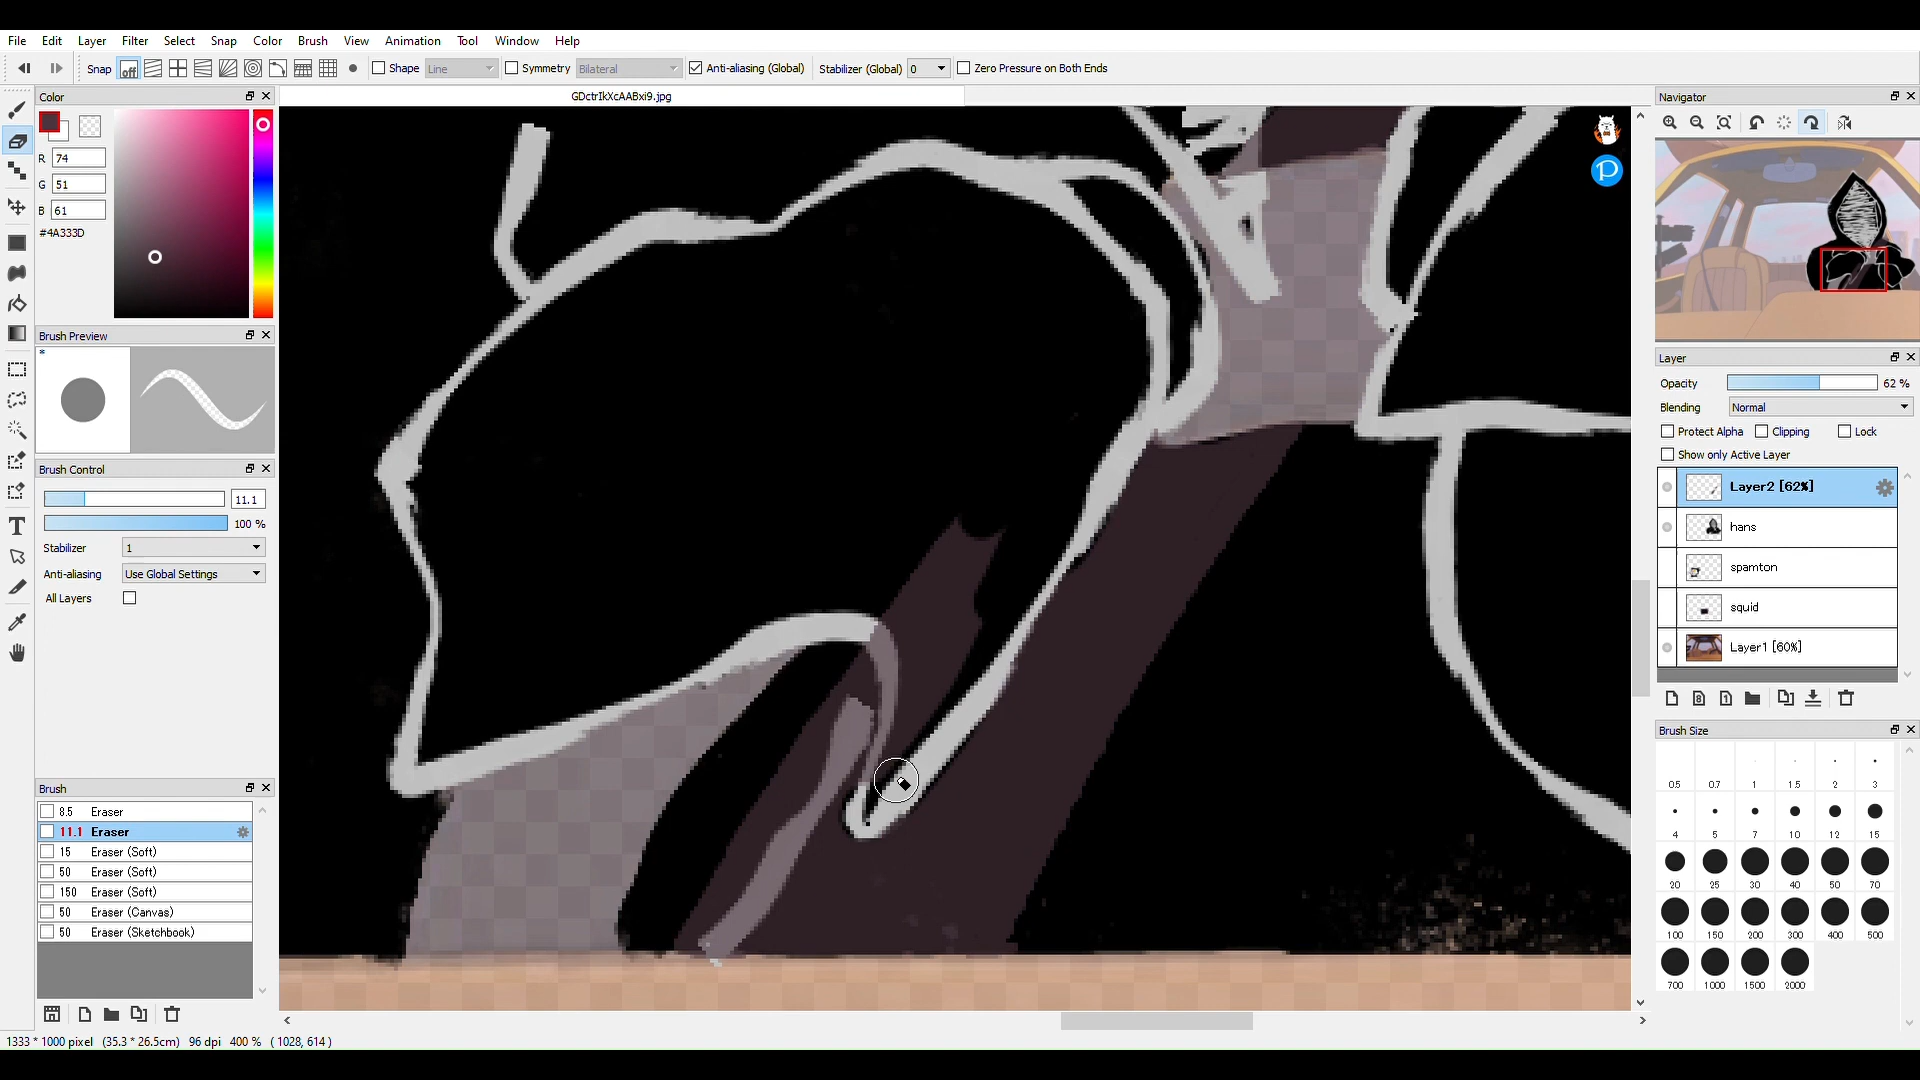 File Edit Layer Filter Select Snap Color Brush View Animation Tool Window Help
Snap off Shape Line Symmetry Bilateral Anti-aliasing (Global) Stabilizer (Global) 0 Zero Pressure on Both Ends
Color
GDctrIkXcAABxi9.jpg
Navigator
R 74
G 51
B 61
#4A333D
Brush Preview
*
Brush Control
11.1
100 %
Stabilizer 1
Anti-aliasing Use Global Settings
All Layers
Brush
8.5 Eraser
11.1 Eraser
15 Eraser (Soft)
50 Eraser (Soft)
150 Eraser (Soft)
50 Eraser (Canvas)
50 Eraser (Sketchbook)
P
Layer
Opacity 62 %
Blending Normal
Protect Alpha Clipping Lock
Show only Active Layer
Layer2 [62%]
hans
spamton
squid
Layer1 [60%]
8 1
Brush Size
0.5 0.7 1 1.5 2 3
4 5 7 10 12 15
20 25 30 40 50 70
100 150 200 300 400 500
700 1000 1500 2000
T
1333 * 1000 pixel (35.3 * 26.5cm) 96 dpi 400 % ( 1028, 614 )